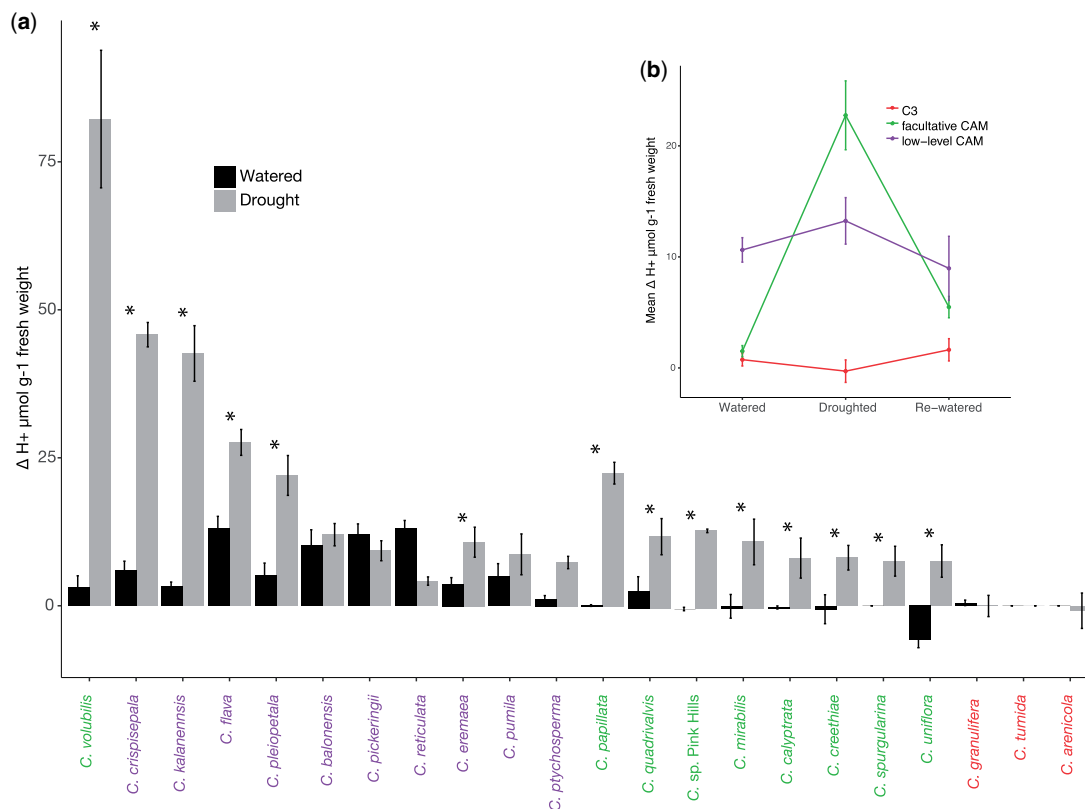 (a)
75
50
25
0
Δ H+ μmol g-1 fresh weight
Watered
Drought
*
*
*
*
*
*
*
*
*
*
*
*
*
*
C. volubilis
C. crispisepala
C. kalanennsis
C. flava
C. pleiopetala
C. balonensis
C. pickeringii
C. reticulata
C. eremaea
C. pumila
C. ptychosperma
C. papillata
C. quadrivalvis
C. sp. Pink Hills
C. mirabilis
C. calyptrata
C. creethiae
C. spurgularina
C. uniflora
C. granulifera
C. tumida
C. arenicola
(b)
20
10
0
Mean Δ H+ μmol g-1 fresh weight
C3
facultative CAM
low-level CAM
Watered
Droughted
Re-watered